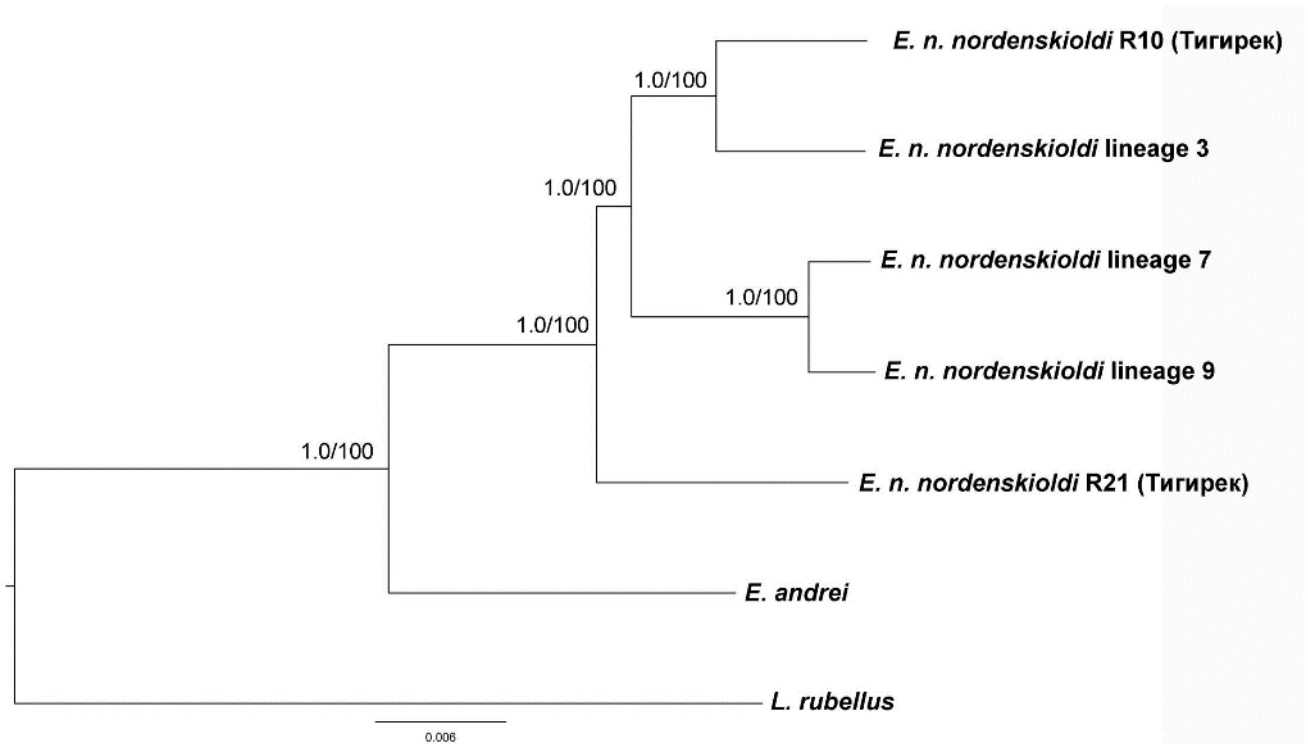 E. n. nordenskioldi R10 (Тигирек)
1.0/100
E. n. nordenskioldi lineage 3
1.0/100
E. n. nordenskioldi lineage 7
1.0/100
1.0/100
E. n. nordenskioldi lineage 9
1.0/100
E. n. nordenskioldi R21 (Тигирек)
E. andrei
L. rubellus
0.006